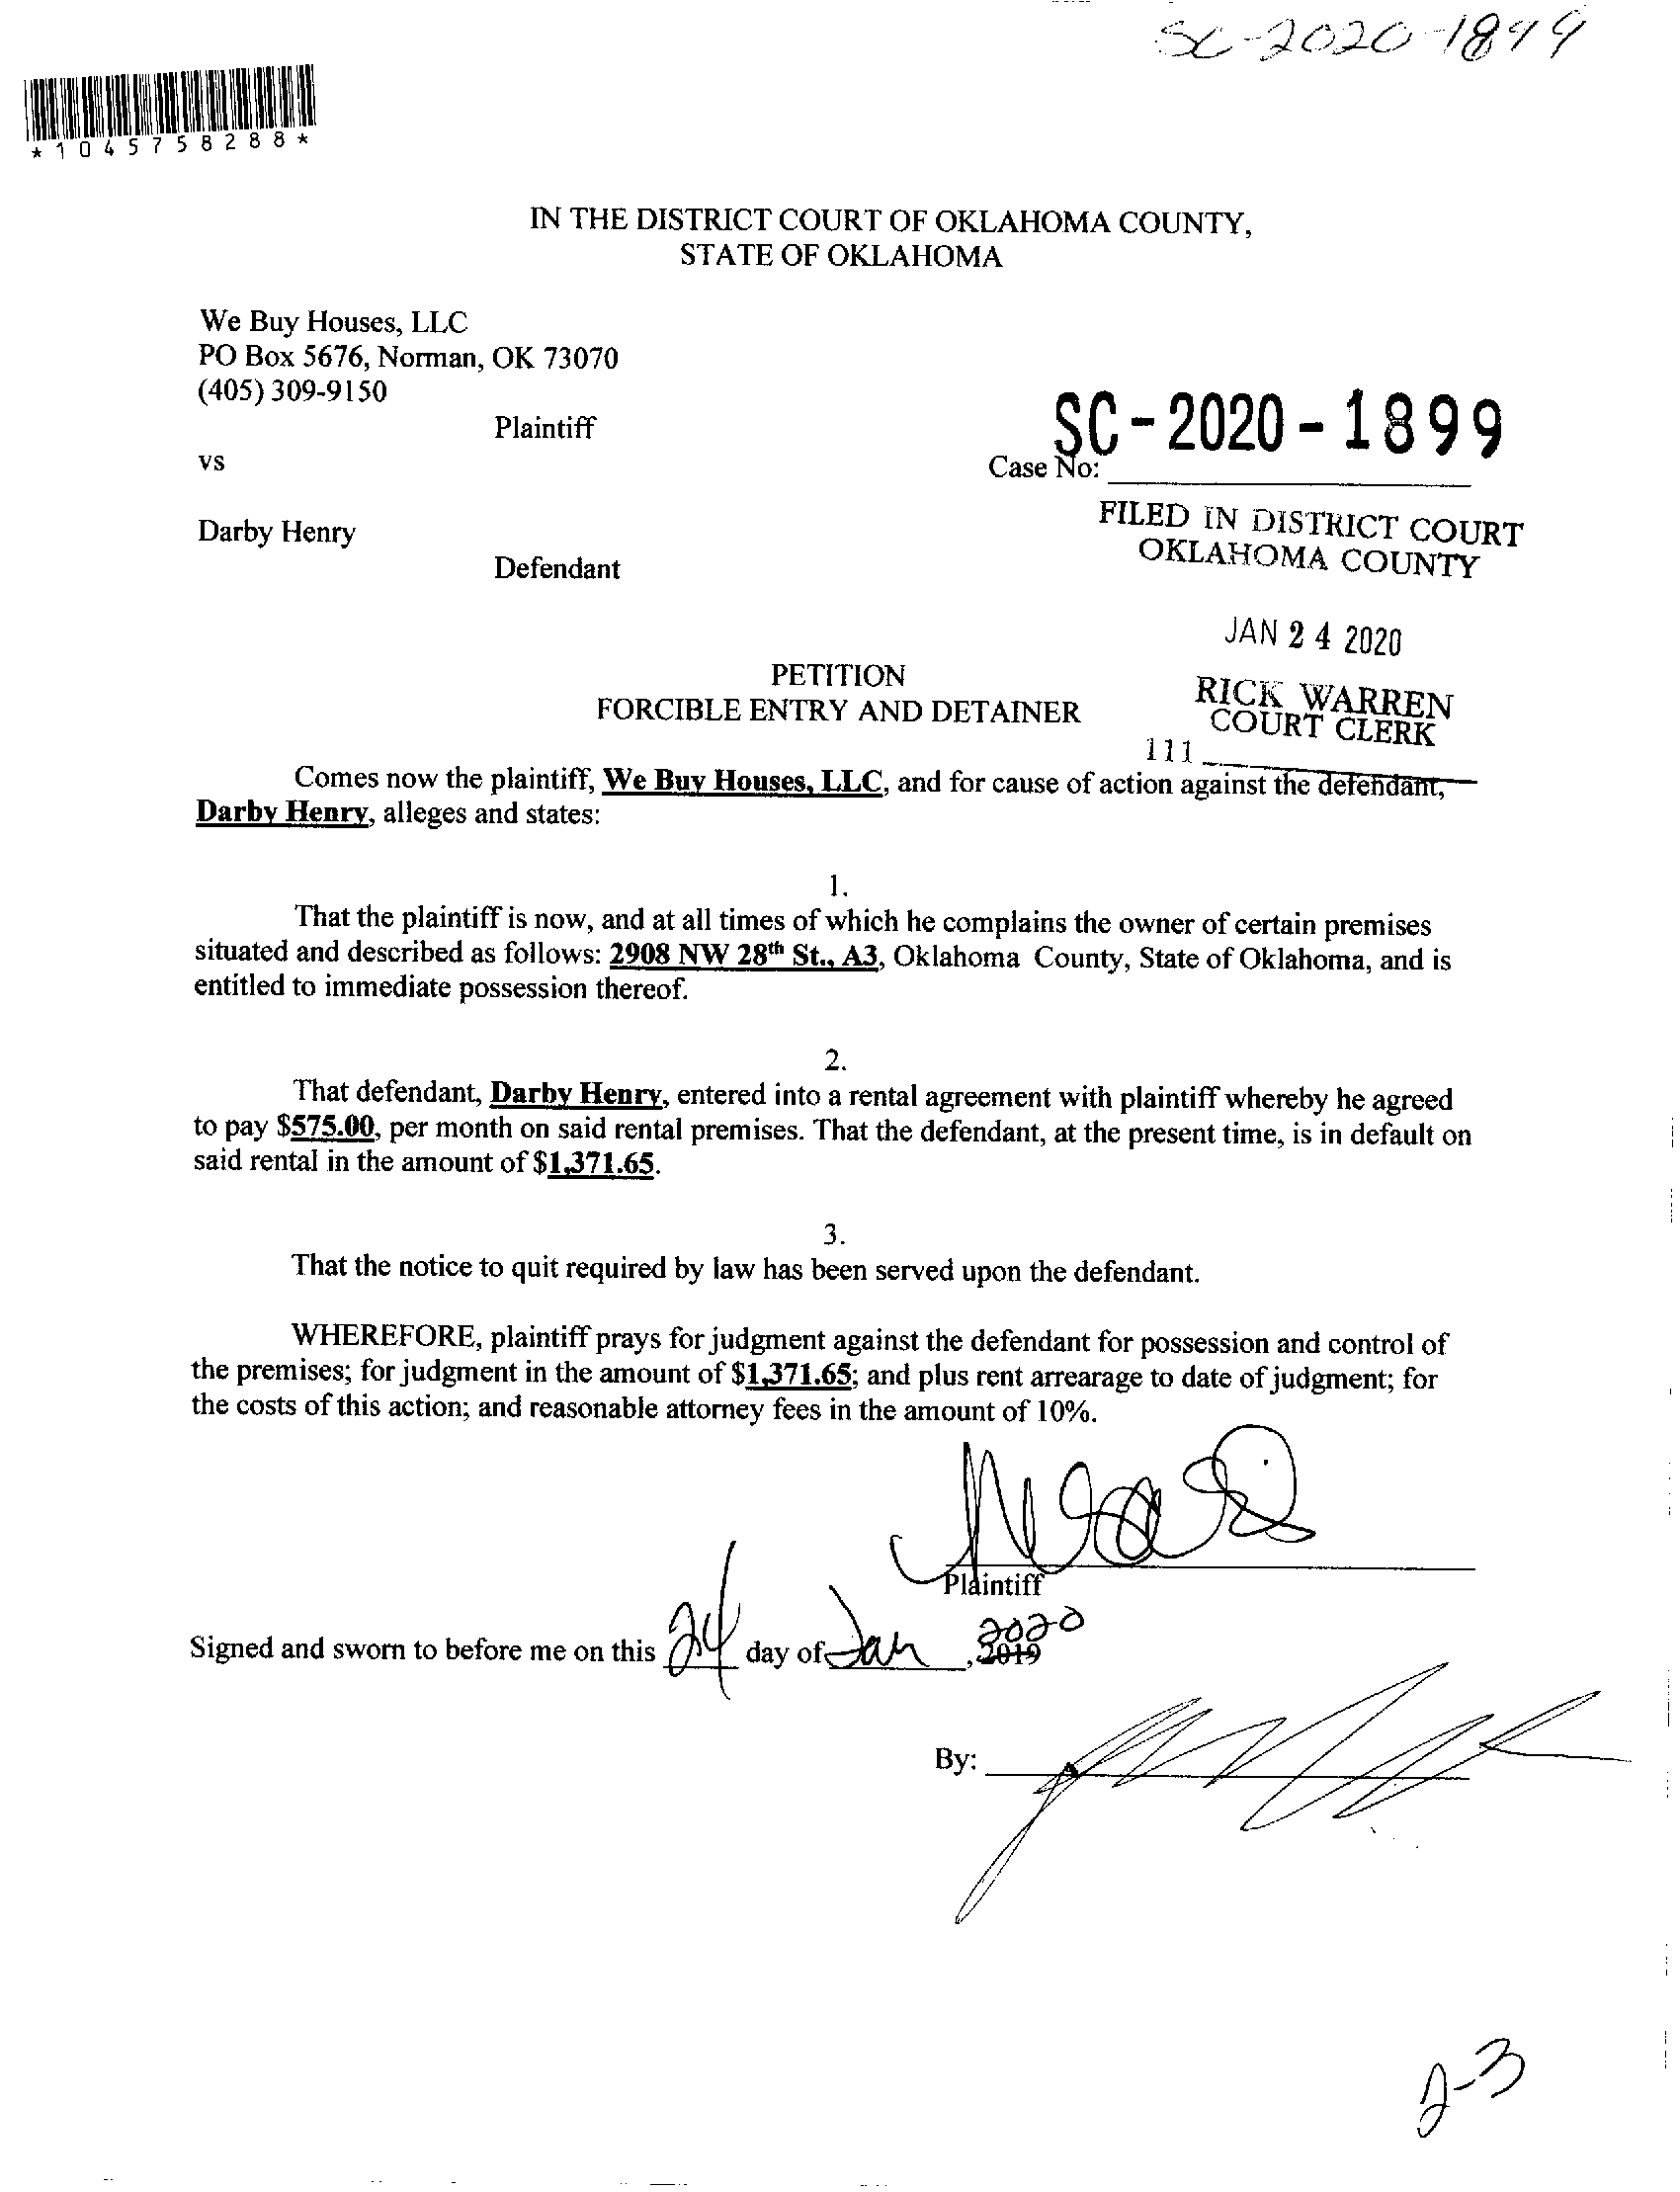 SC-2020-1899
*1045758288*
IN THE DISTRICT COURT OF OKLAHOMA COUNTY,
STATE OF OKLAHOMA
We Buy Houses, LLC
PO Box 5676, Norman, OK 73070
(405) 309-9150
Plaintiff
vs
SC-2020-1899
Case No:
Darby Henry
Defendant
FILED IN DISTRICT COURT
OKLAHOMA COUNTY
JAN 24 2020
RICK WARREN
COURT CLERK
111
PETITION
FORCIBLE ENTRY AND DETAINER
Comes now the plaintiff, We Buy Houses, LLC, and for cause of action against the defendant,
Darby Henry, alleges and states:
1.
That the plaintiff is now, and at all times of which he complains the owner of certain premises
situated and described as follows: 2908 NW 28th St., A3, Oklahoma County, State of Oklahoma, and is
entitled to immediate possession thereof.
2.
That defendant, Darby Henry, entered into a rental agreement with plaintiff whereby he agreed
to pay $575.00, per month on said rental premises. That the defendant, at the present time, is in default on
said rental in the amount of $1,371.65.
3.
That the notice to quit required by law has been served upon the defendant.
WHEREFORE, plaintiff prays for judgment against the defendant for possession and control of
the premises; for judgment in the amount of $1,371.65; and plus rent arrearage to date of judgment; for
the costs of this action; and reasonable attorney fees in the amount of 10%.
Plaintiff
2020
Signed and sworn to before me on this 24 day of Jan, 2019
By:
2-3